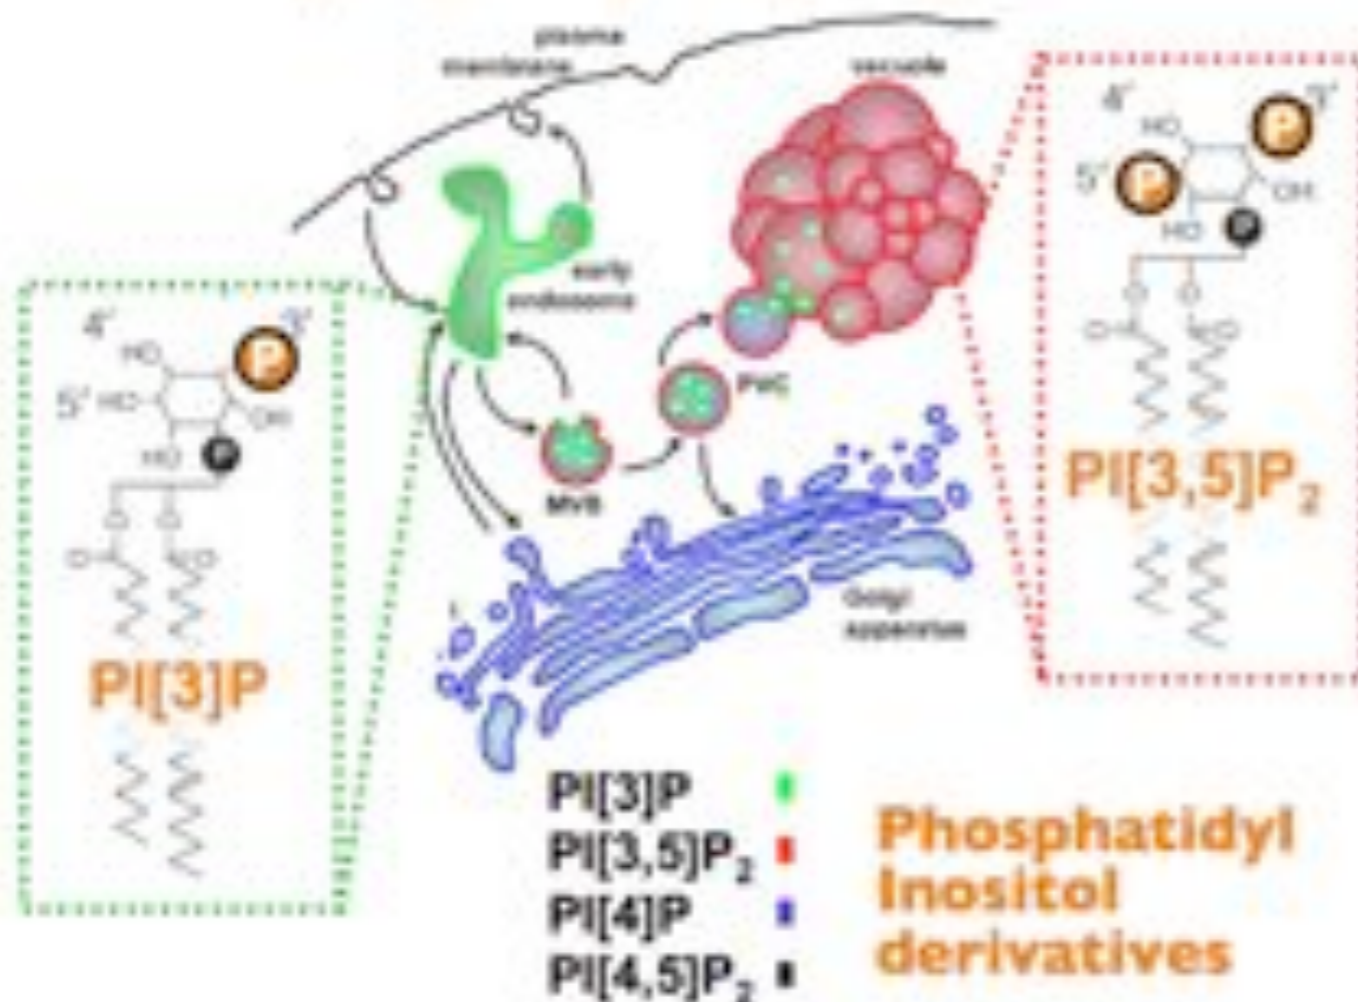 plasma
membrane
vacuole
early
endosome
MVB
PVC
Golgi
apparatus
4'
3'
HO
P
5'
HO
OH
HO
P
O
O
PI[3]P
4'
3'
HO
P
5'
P
OH
HO
P
O
O
PI[3,5]P₂
PI[3]P
PI[3,5]P₂
PI[4]P
PI[4,5]P₂
Phosphatidyl
Inositol
derivatives